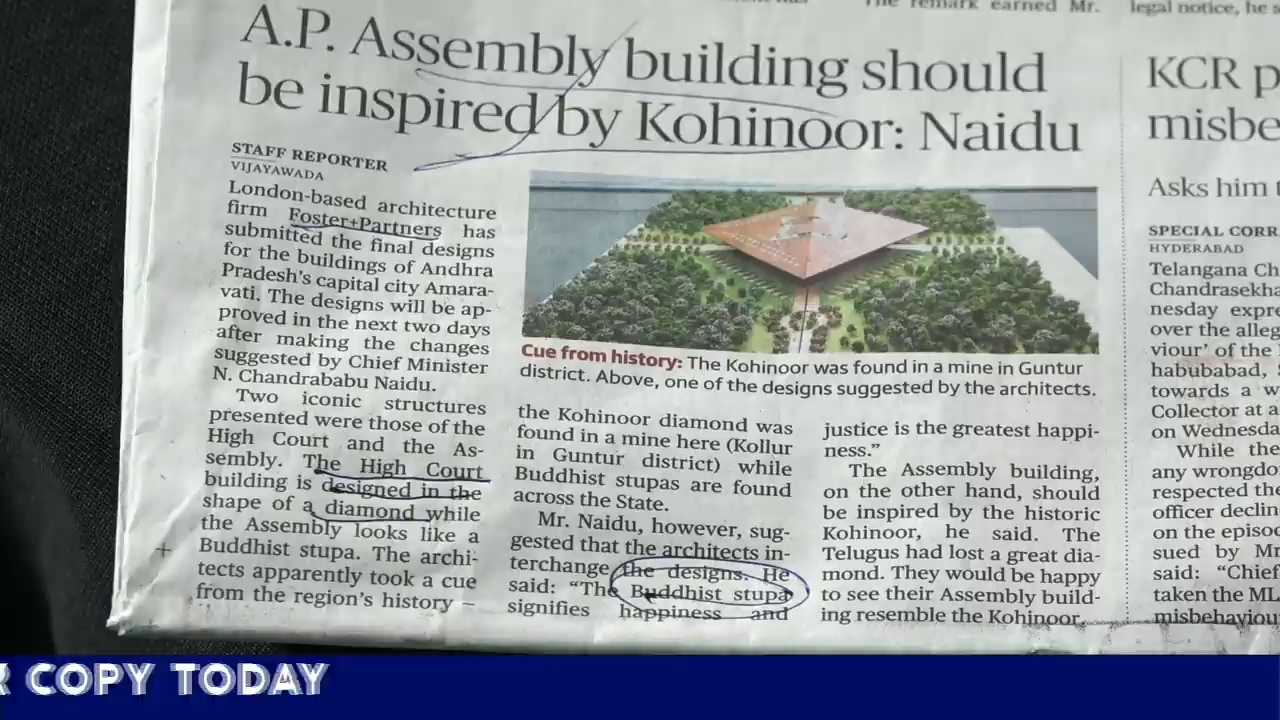 The remark earned Mr.
legal notice, he s
A.P. Assembly building should
be inspired by Kohinoor: Naidu
STAFF REPORTER
VIJAYAWADA
London-based architecture
firm Foster+Partners has
submitted the final designs
for the buildings of Andhra
Pradesh's capital city Amara-
vati. The designs will be ap-
proved in the next two days
after making the changes
suggested by Chief Minister
N. Chandrababu Naidu.
Two iconic structures
presented were those of the
High Court and the As-
sembly. The High Court
building is designed in the
shape of a diamond while
the Assembly looks like a
Buddhist stupa. The archi-
tects apparently took a cue
from the region's history –
Cue from history: The Kohinoor was found in a mine in Guntur
district. Above, one of the designs suggested by the architects.
the Kohinoor diamond was
found in a mine here (Kollur
in Guntur district) while
Buddhist stupas are found
across the State.
Mr. Naidu, however, sug-
gested that the architects in-
terchange the designs. He
said: "The Buddhist stupa
signifies happiness and
justice is the greatest happi-
ness."
The Assembly building,
on the other hand, should
be inspired by the historic
Kohinoor, he said. The
Telugus had lost a great dia-
mond. They would be happy
to see their Assembly build-
ing resemble the Kohinoor.
KCR p
misbe
Asks him t
SPECIAL CORR
HYDERABAD
Telangana Ch
Chandrasekha
nesday expre
over the alleg
viour' of the
habubabad, S
towards a w
Collector at a
on Wednesda
While the
any wrongdo
respected the
officer declin
on the episod
sued by Mr
said: "Chief
taken the ML
misbehaviou
R COPY TODAY